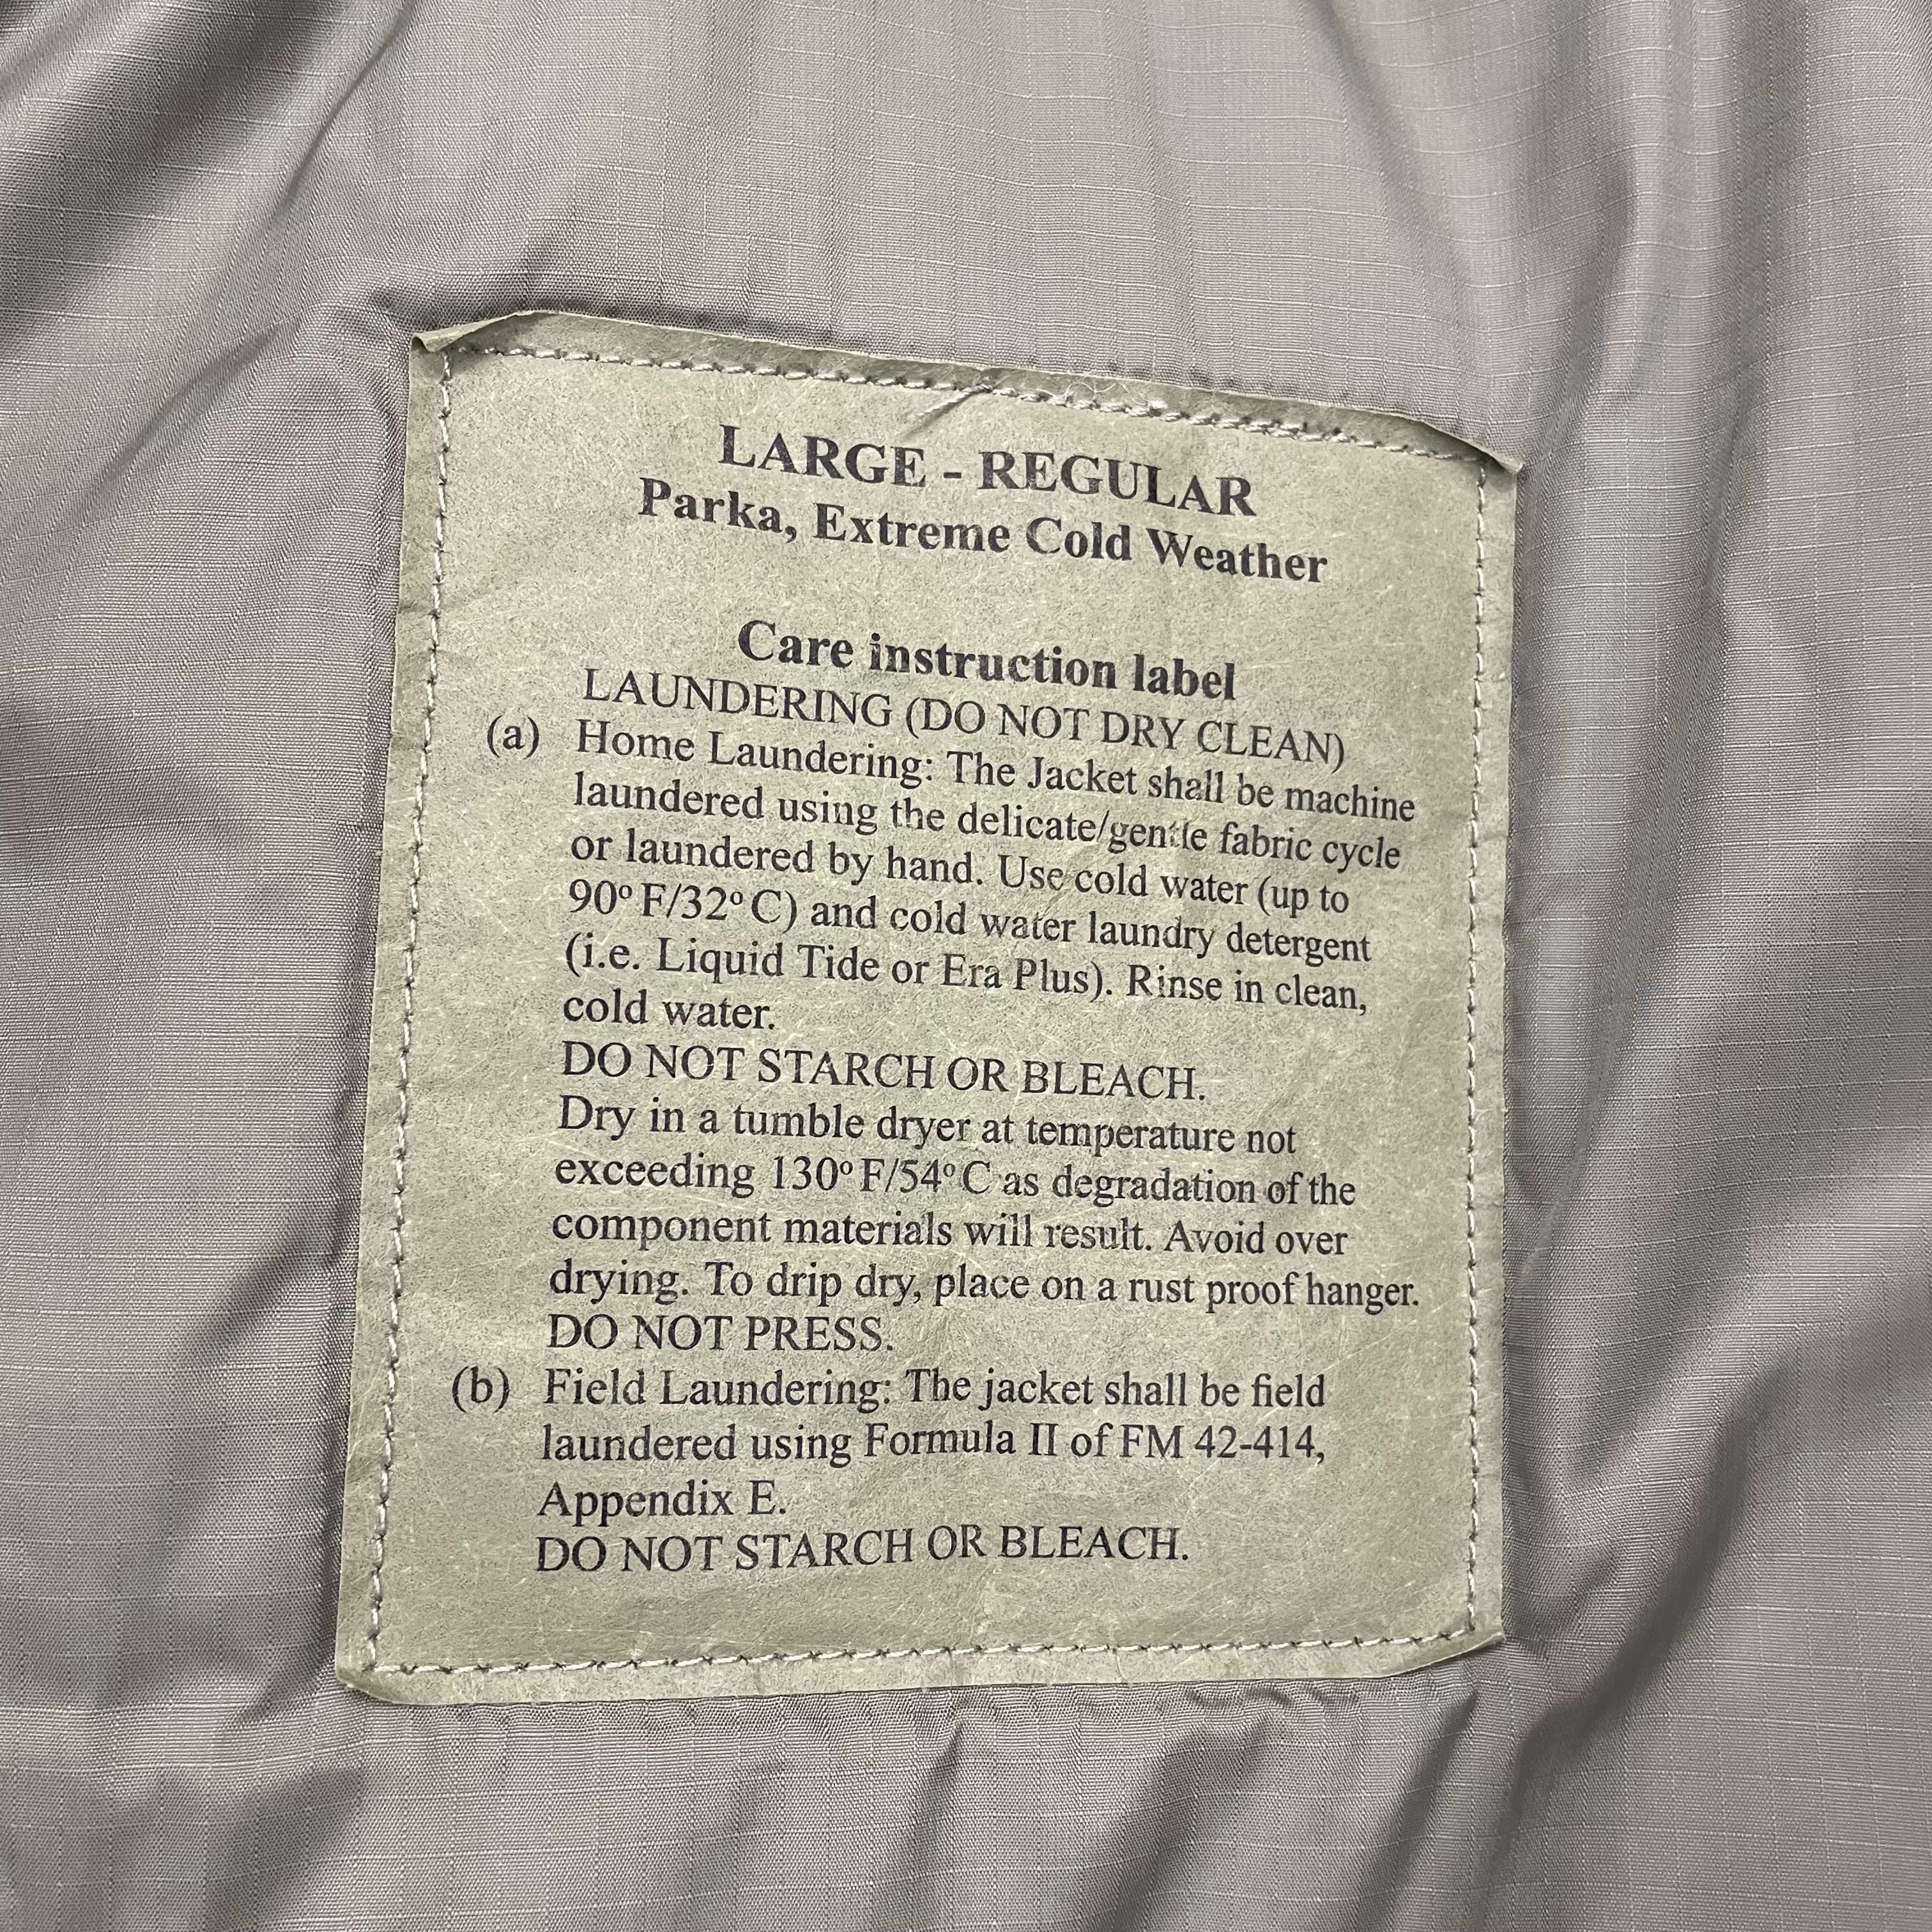 LARGE - REGULAR
Parka, Extreme Cold Weather
Care instruction label
LAUNDERING (DO NOT DRY CLEAN)
(a) Home Laundering: The Jacket shall be machine
laundered using the delicate/gentle fabric cycle
or laundered by hand. Use cold water (up to
90º F/32º C) and cold water laundry detergent
(i.e. Liquid Tide or Era Plus). Rinse in clean,
cold water.
DO NOT STARCH OR BLEACH.
Dry in a tumble dryer at temperature not
exceeding 130º F/54º C as degradation of the
component materials will result. Avoid over
drying. To drip dry, place on a rust proof hanger.
DO NOT PRESS.
(b) Field Laundering: The jacket shall be field
laundered using Formula II of FM 42-414,
Appendix E.
DO NOT STARCH OR BLEACH.